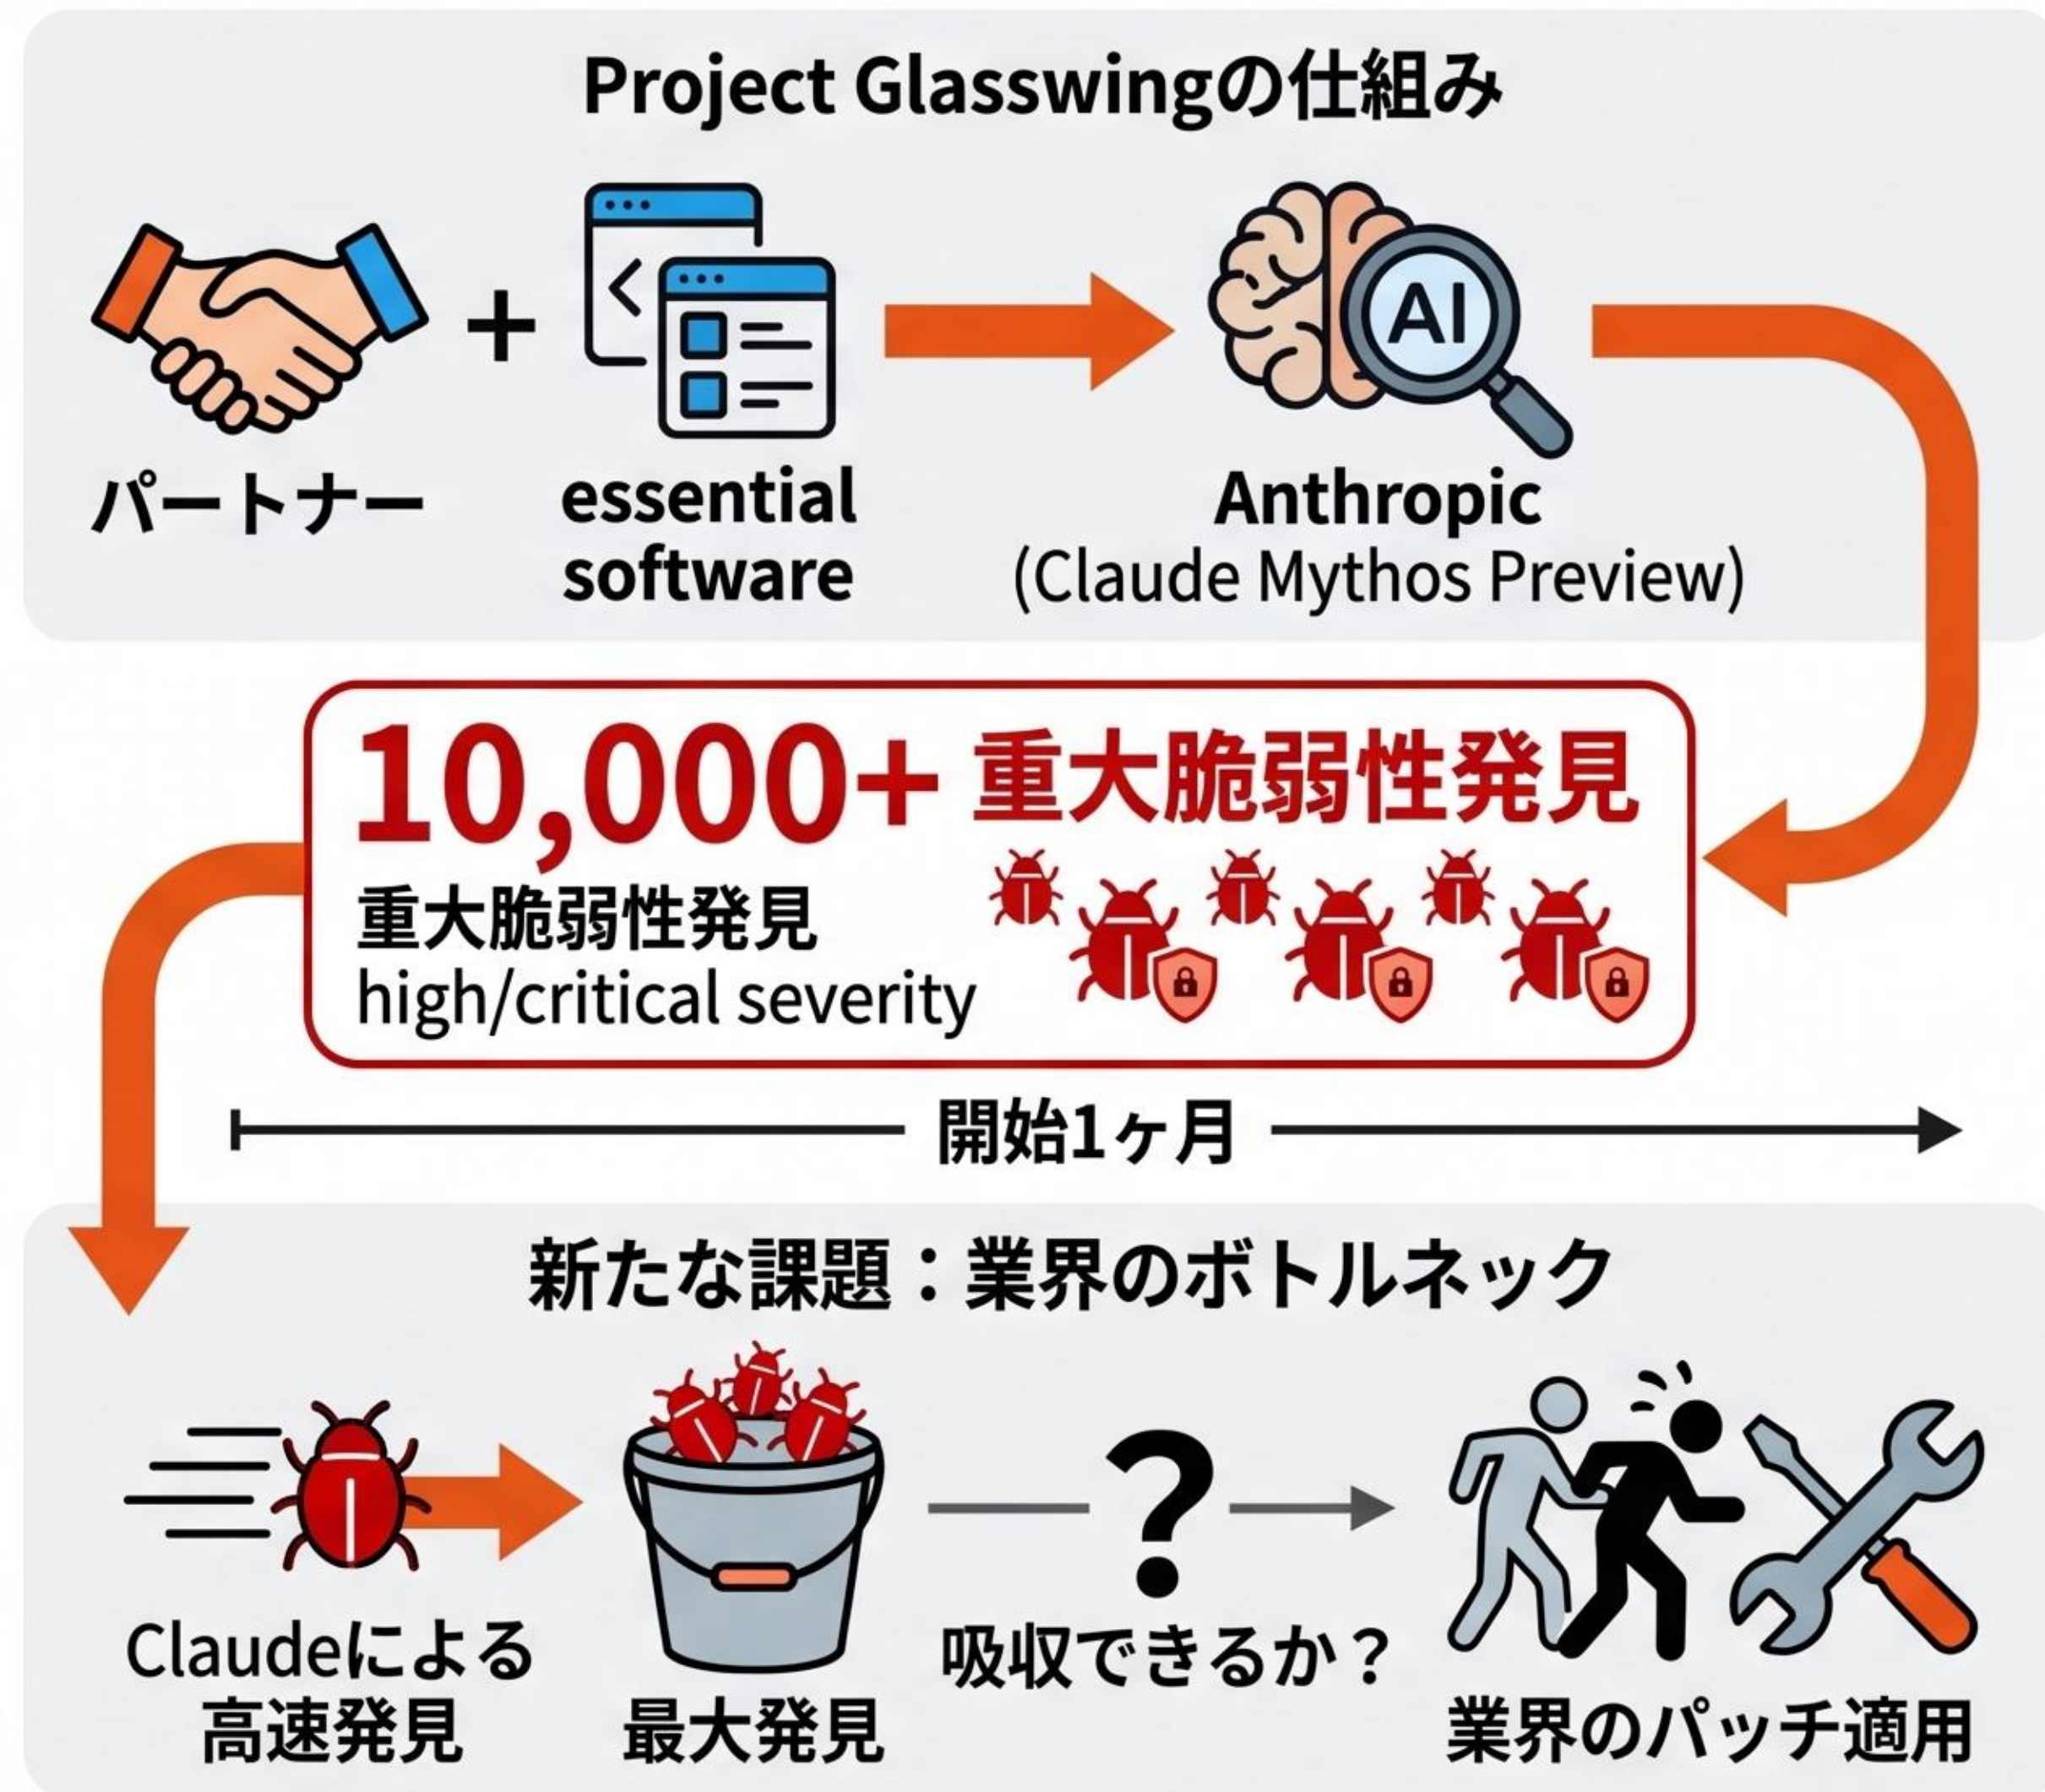 Project Glasswingの仕組み
+
AI
パートナー
essential
software
Anthropic
(Claude Mythos Preview)
10,000+ 重大脆弱性発見
重大脆弱性発見
high/critical severity
開始1ヶ月
新たな課題：業界のボトルネック
?
Claudeによる
高速発見
最大発見
吸収できるか？
業界のパッチ適用